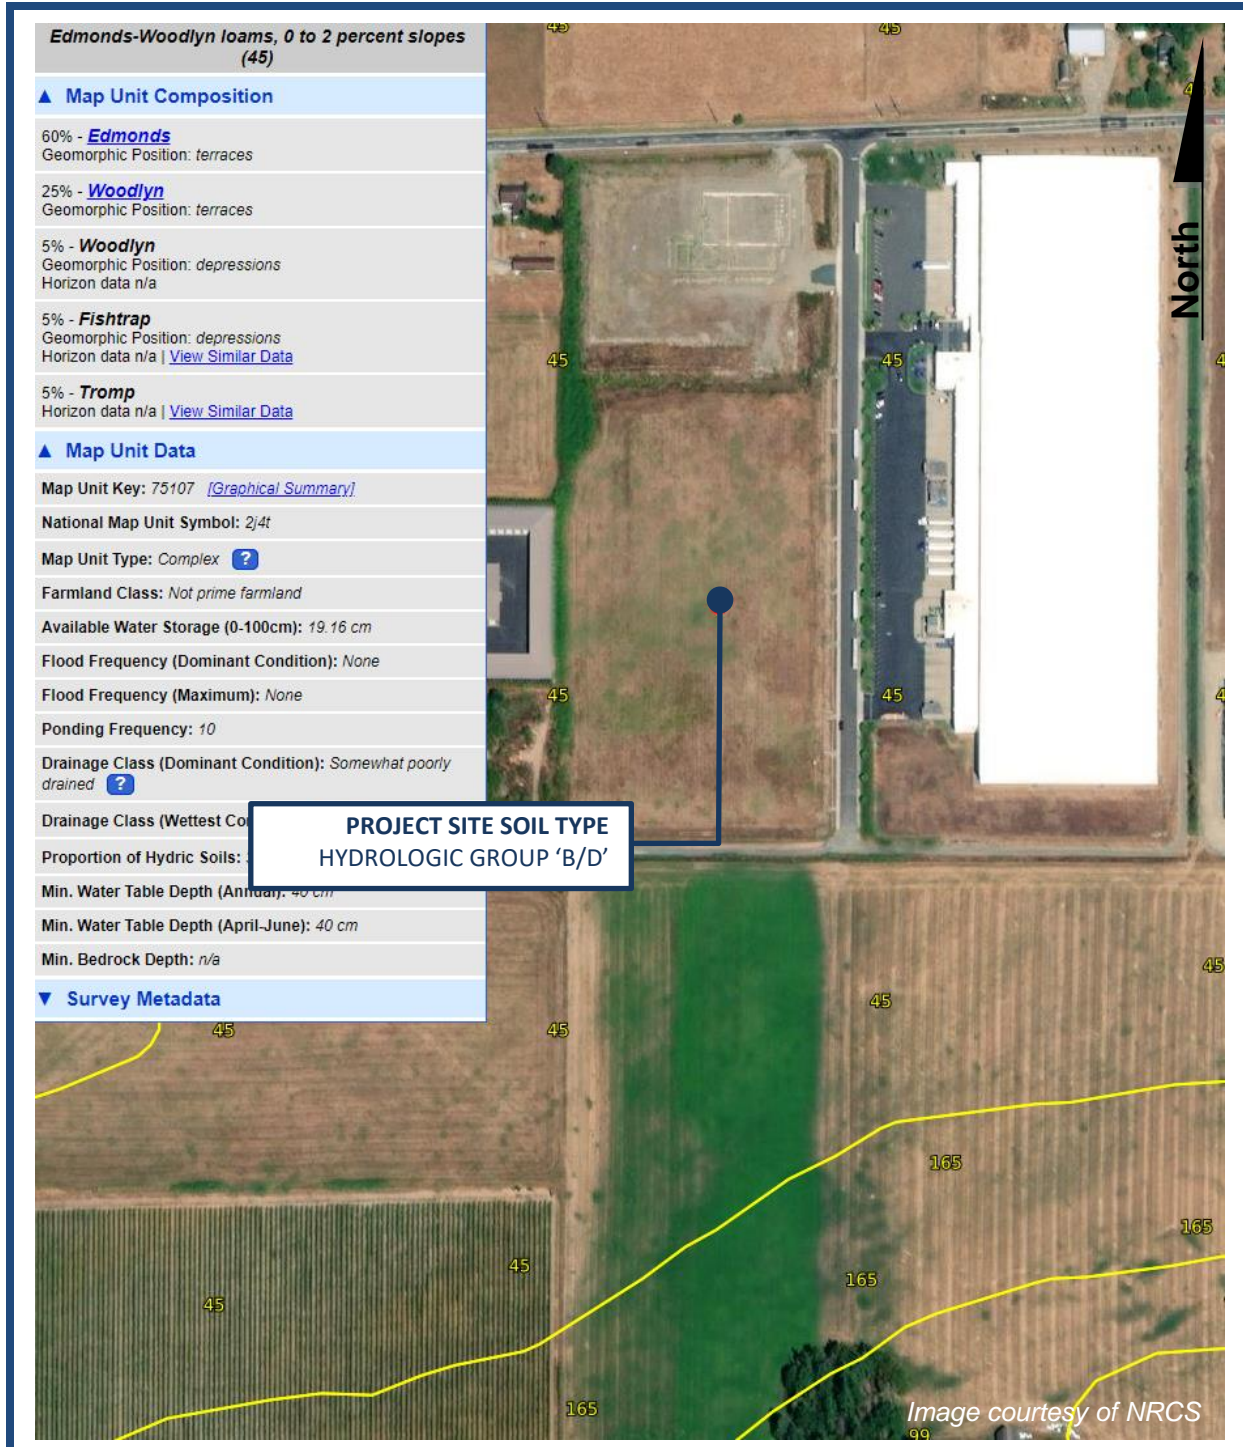 Edmonds-Woodlyn loams, 0 to 2 percent slopes
(45)
▲ Map Unit Composition
60% - Edmonds
Geomorphic Position: terraces
25% - Woodlyn
Geomorphic Position: terraces
5% - Woodlyn
Geomorphic Position: depressions
Horizon data n/a
5% - Fishtrap
Geomorphic Position: depressions
Horizon data n/a | View Similar Data
5% - Tromp
Horizon data n/a | View Similar Data
▲ Map Unit Data
Map Unit Key: 75107 [Graphical Summary]
National Map Unit Symbol: 2j4t
Map Unit Type: Complex ?
Farmland Class: Not prime farmland
Available Water Storage (0-100cm): 19.16 cm
Flood Frequency (Dominant Condition): None
Flood Frequency (Maximum): None
Ponding Frequency: 10
Drainage Class (Dominant Condition): Somewhat poorly
drained ?
Drainage Class (Wettest
Proportion of Hydric Soils:
Min. Water Table Depth (Annual): 40 cm
Min. Water Table Depth (April-June): 40 cm
Min. Bedrock Depth: n/a
▼ Survey Metadata
PROJECT SITE SOIL TYPE
HYDROLOGIC GROUP ‘B/D’
North
45
45
45
45
45
45
45
45
45
45
45
45
165
165
165
165
99
Image courtesy of NRCS